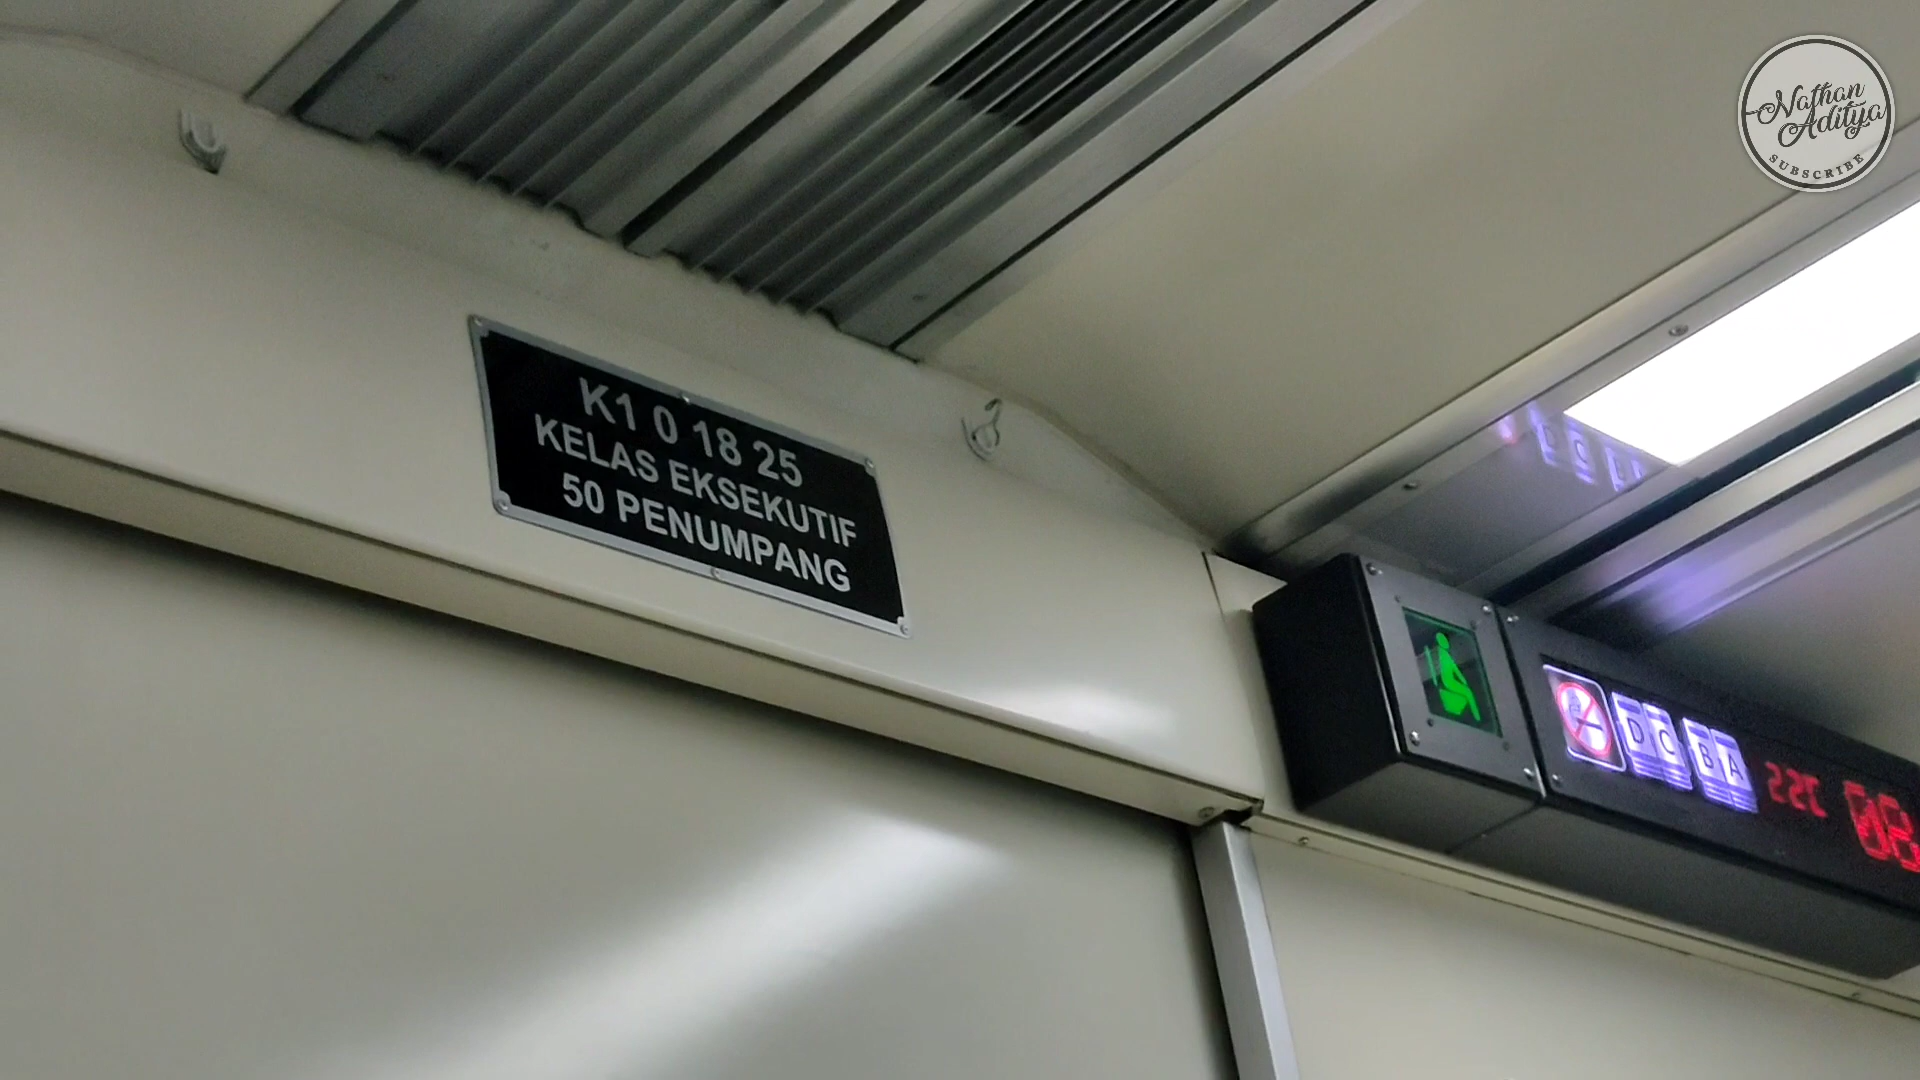 Nathan
Aditya
SUBSCRIBE
K1 0 18 25
KELAS EKSEKUTIF
50 PENUMPANG
D C B A